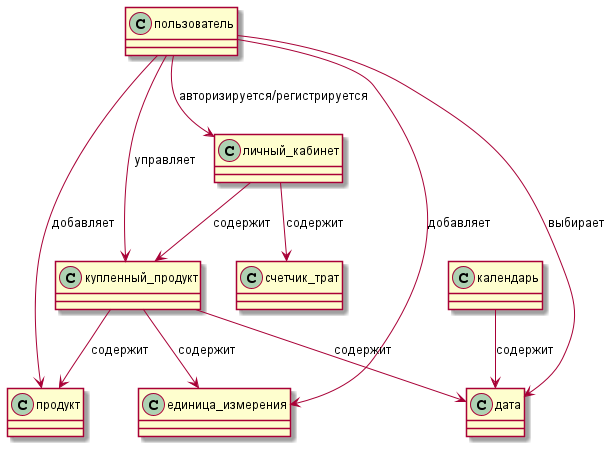 C пользователь
авторизируется/регистрируется
C личный_кабинет
управляет
добавляет
содержит
содержит
добавляет
выбирает
C купленный_продукт
C счетчик_трат
C календарь
содержит
содержит
содержит
содержит
C продукт
C единица_измерения
C дата